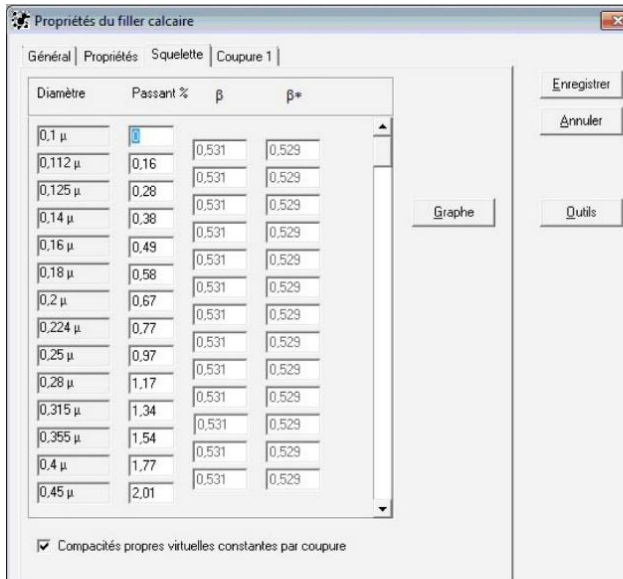 Propriétés du filler calcaire
Général Propriétés Squelette Coupure 1
Diamètre Passant % β β*
0,1 µ 0
0,531 0,529
0,112 µ 0,16
0,531 0,529
0,125 µ 0,28
0,531 0,529
0,14 µ 0,38
0,531 0,529
0,16 µ 0,49
0,531 0,529
0,18 µ 0,58
0,531 0,529
0,2 µ 0,67
0,531 0,529
0,224 µ 0,77
0,531 0,529
0,25 µ 0,97
0,531 0,529
0,28 µ 1,17
0,531 0,529
0,315 µ 1,34
0,531 0,529
0,355 µ 1,54
0,531 0,529
0,4 µ 1,77
0,531 0,529
0,45 µ 2,01
Compacités propres virtuelles constantes par coupure
Graphe
Enregistrer
Annuler
Outils